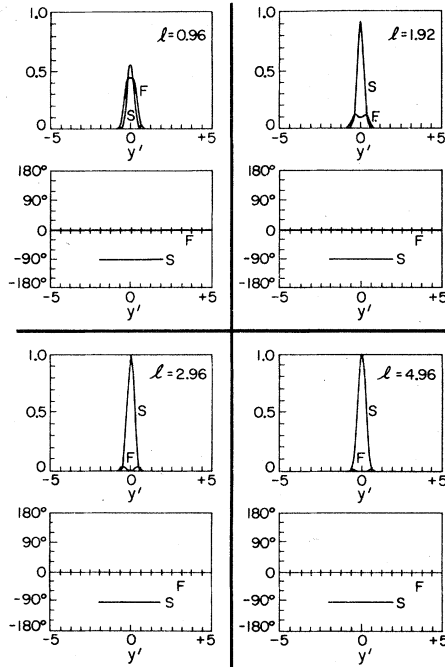 1.0
0.5
0
ℓ=0.96
F
S
-5 0 +5
y'
180°
90°
0
-90°
-180°
F
S
-5 0 +5
y'
1.0
0.5
0
ℓ=1.92
S
F
-5 0 +5
y'
180°
90°
0
-90°
-180°
F
S
-5 0 +5
y'
1.0
0.5
0
ℓ=2.96
S
F
-5 0 +5
y'
180°
90°
0
-90°
-180°
F
S
-5 0 +5
y'
1.0
0.5
0
ℓ=4.96
S
F
-5 0 +5
y'
180°
90°
0
-90°
-180°
F
S
-5 0 +5
y'